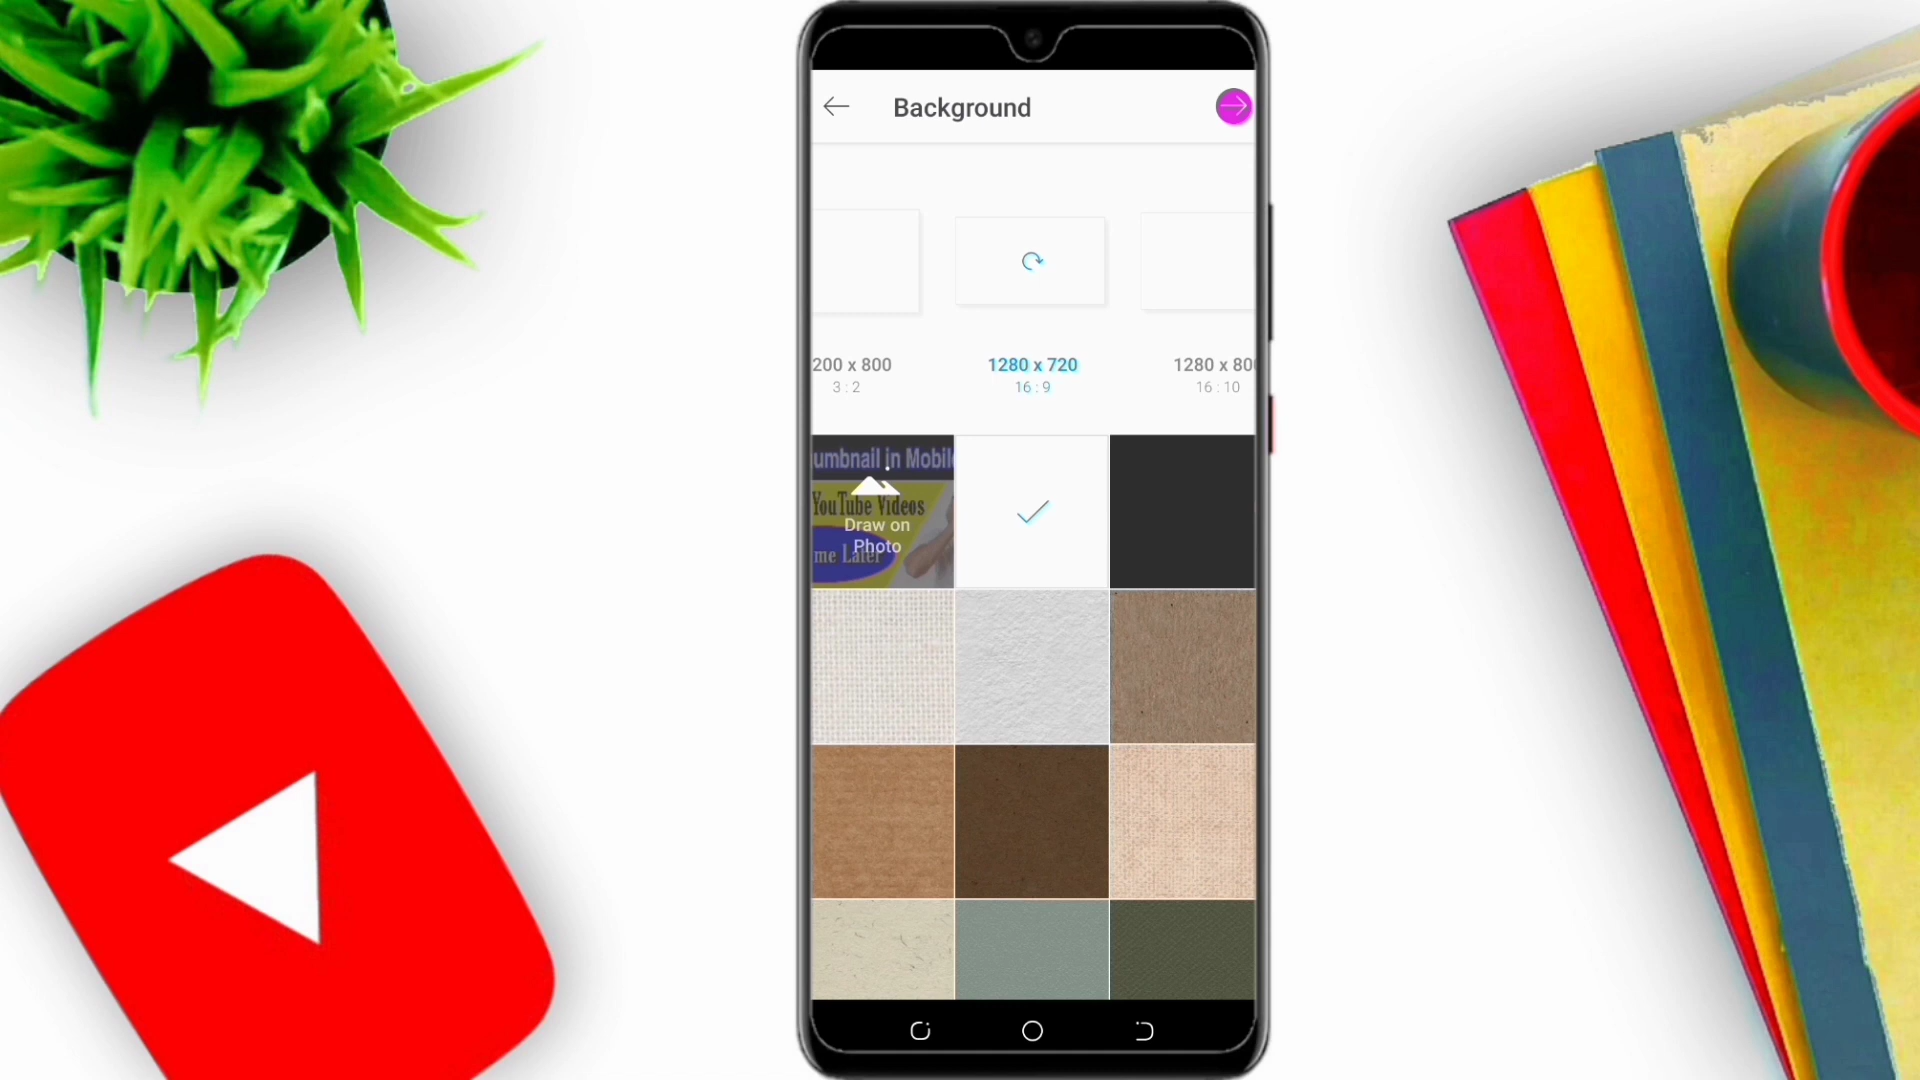 Background
200 x 800
1280 x 720
1280 x 80
3 : 2
16 : 9
16 : 10
umbnail in Mobil
YouTube Videos
Draw on
Photo
me Later